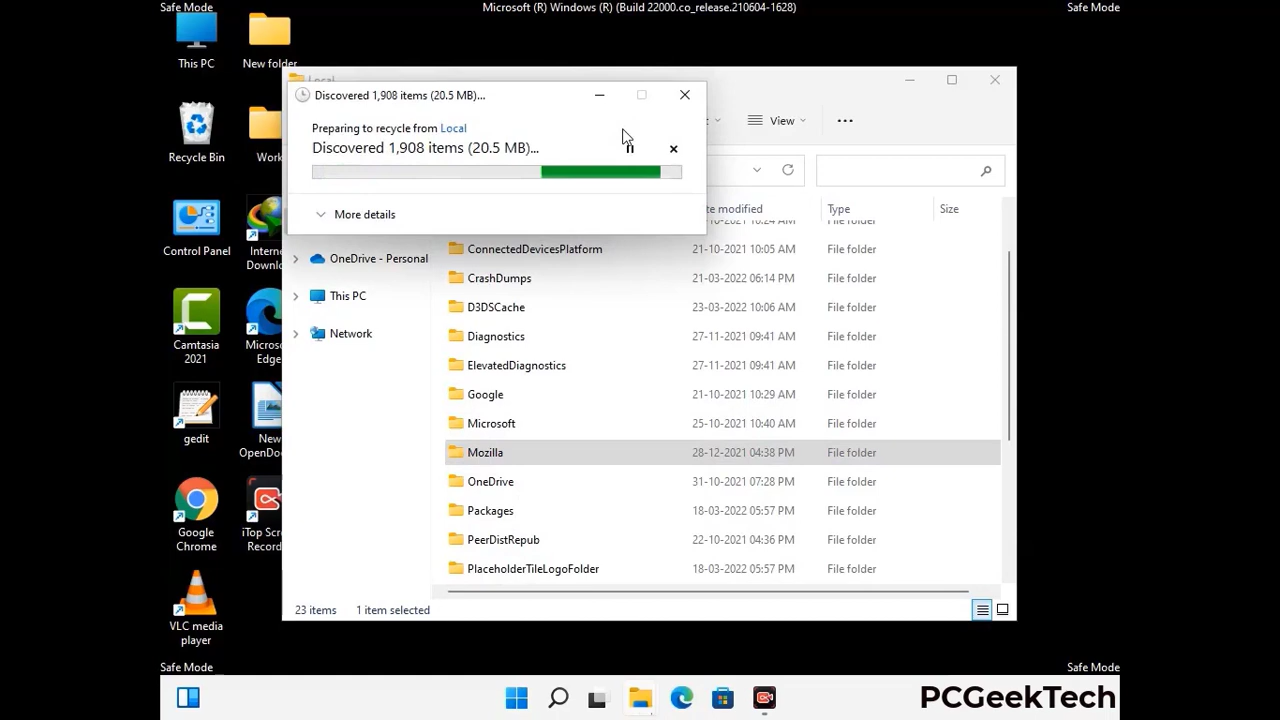 Safe Mode
Microsoft (R) Windows (R) (Build 22000.co_release.210604-1628)
Safe Mode
This PC
New folder
Recycle Bin
Work
Control Panel
Internet
Downlo
Camtasia
2021
Micros
Edge
gedit
New
OpenDoc
Google
Chrome
iTop Scr
Record
VLC media
player
Local
Discovered 1,908 items (20.5 MB)...
Preparing to recycle from Local
Discovered 1,908 items (20.5 MB)...
More details
View
te modified
Type
Size
File folder
OneDrive - Personal
This PC
Network
ConnectedDevicesPlatform 21-10-2021 10:05 AM File folder
CrashDumps 21-03-2022 06:14 PM File folder
D3DSCache 23-03-2022 10:06 AM File folder
Diagnostics 27-11-2021 09:41 AM File folder
ElevatedDiagnostics 27-11-2021 09:41 AM File folder
Google 21-10-2021 10:29 AM File folder
Microsoft 25-10-2021 10:40 AM File folder
Mozilla 28-12-2021 04:38 PM File folder
OneDrive 31-10-2021 07:28 PM File folder
Packages 18-03-2022 05:57 PM File folder
PeerDistRepub 22-10-2021 04:36 PM File folder
PlaceholderTileLogoFolder 18-03-2022 05:57 PM File folder
23 items
1 item selected
Safe Mode
Safe Mode
PCGeekTech